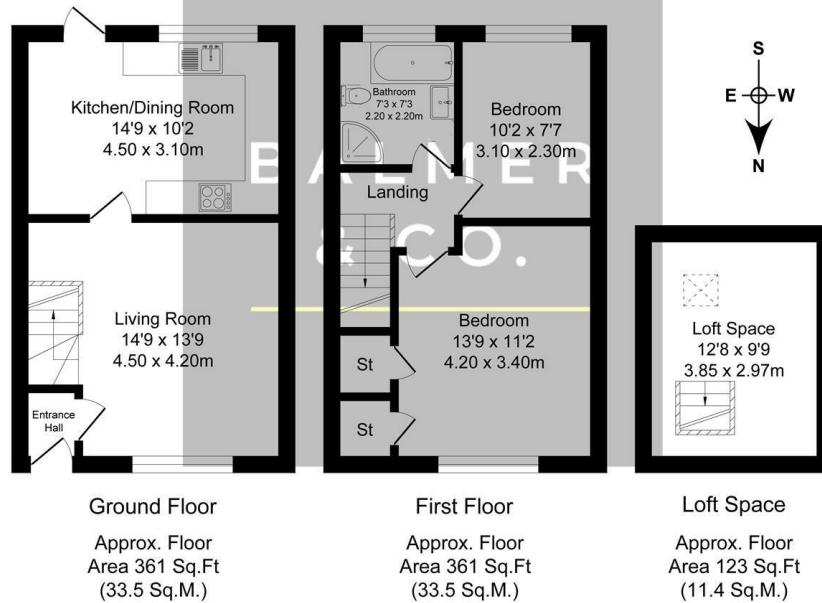 Kitchen/Dining Room
14'9 x 10'2
4.50 x 3.10m
Living Room
14'9 x 13'9
4.50 x 4.20m
Entrance
Hall
Bathroom
7'3 x 7'3
2.20 x 2.20m
Bedroom
10'2 x 7'7
3.10 x 2.30m
Landing
BALMER
& CO.
Bedroom
13'9 x 11'2
4.20 x 3.40m
St
St
S
E W
N
Loft Space
12'8 x 9'9
3.85 x 2.97m
Ground Floor
Approx. Floor
Area 361 Sq.Ft
(33.5 Sq.M.)
First Floor
Approx. Floor
Area 361 Sq.Ft
(33.5 Sq.M.)
Loft Space
Approx. Floor
Area 123 Sq.Ft
(11.4 Sq.M.)